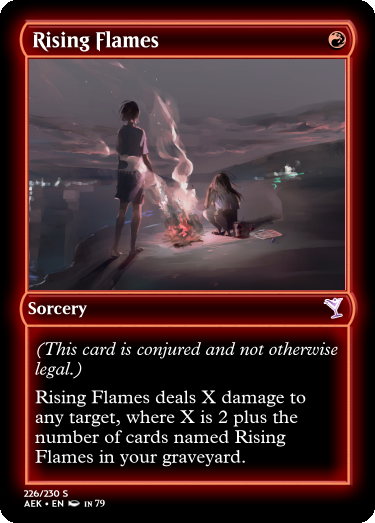 Rising Flames
Sorcery
(This card is conjured and not otherwise
legal.)
Rising Flames deals X damage to
any target, where X is 2 plus the
number of cards named Rising
Flames in your graveyard.
226/230 S
AEK • EN IN 79